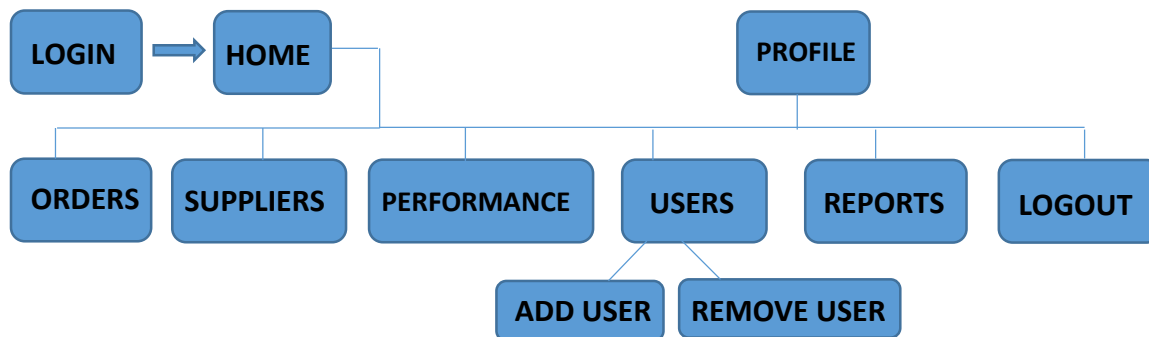 LOGIN
HOME
PROFILE
ORDERS
SUPPLIERS
PERFORMANCE
USERS
REPORTS
LOGOUT
ADD USER
REMOVE USER